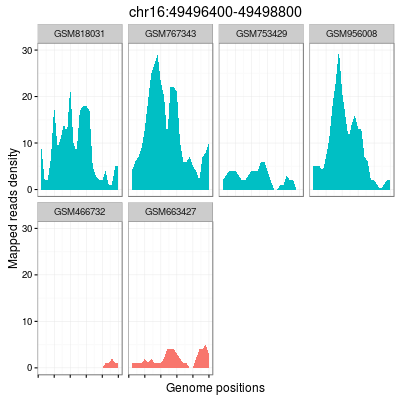 chr16:49496400-49498800
GSM818031 GSM767343 GSM753429 GSM956008
30
20
10
0
GSM466732 GSM663427
30
20
10
0
Mapped reads density
Genome positions